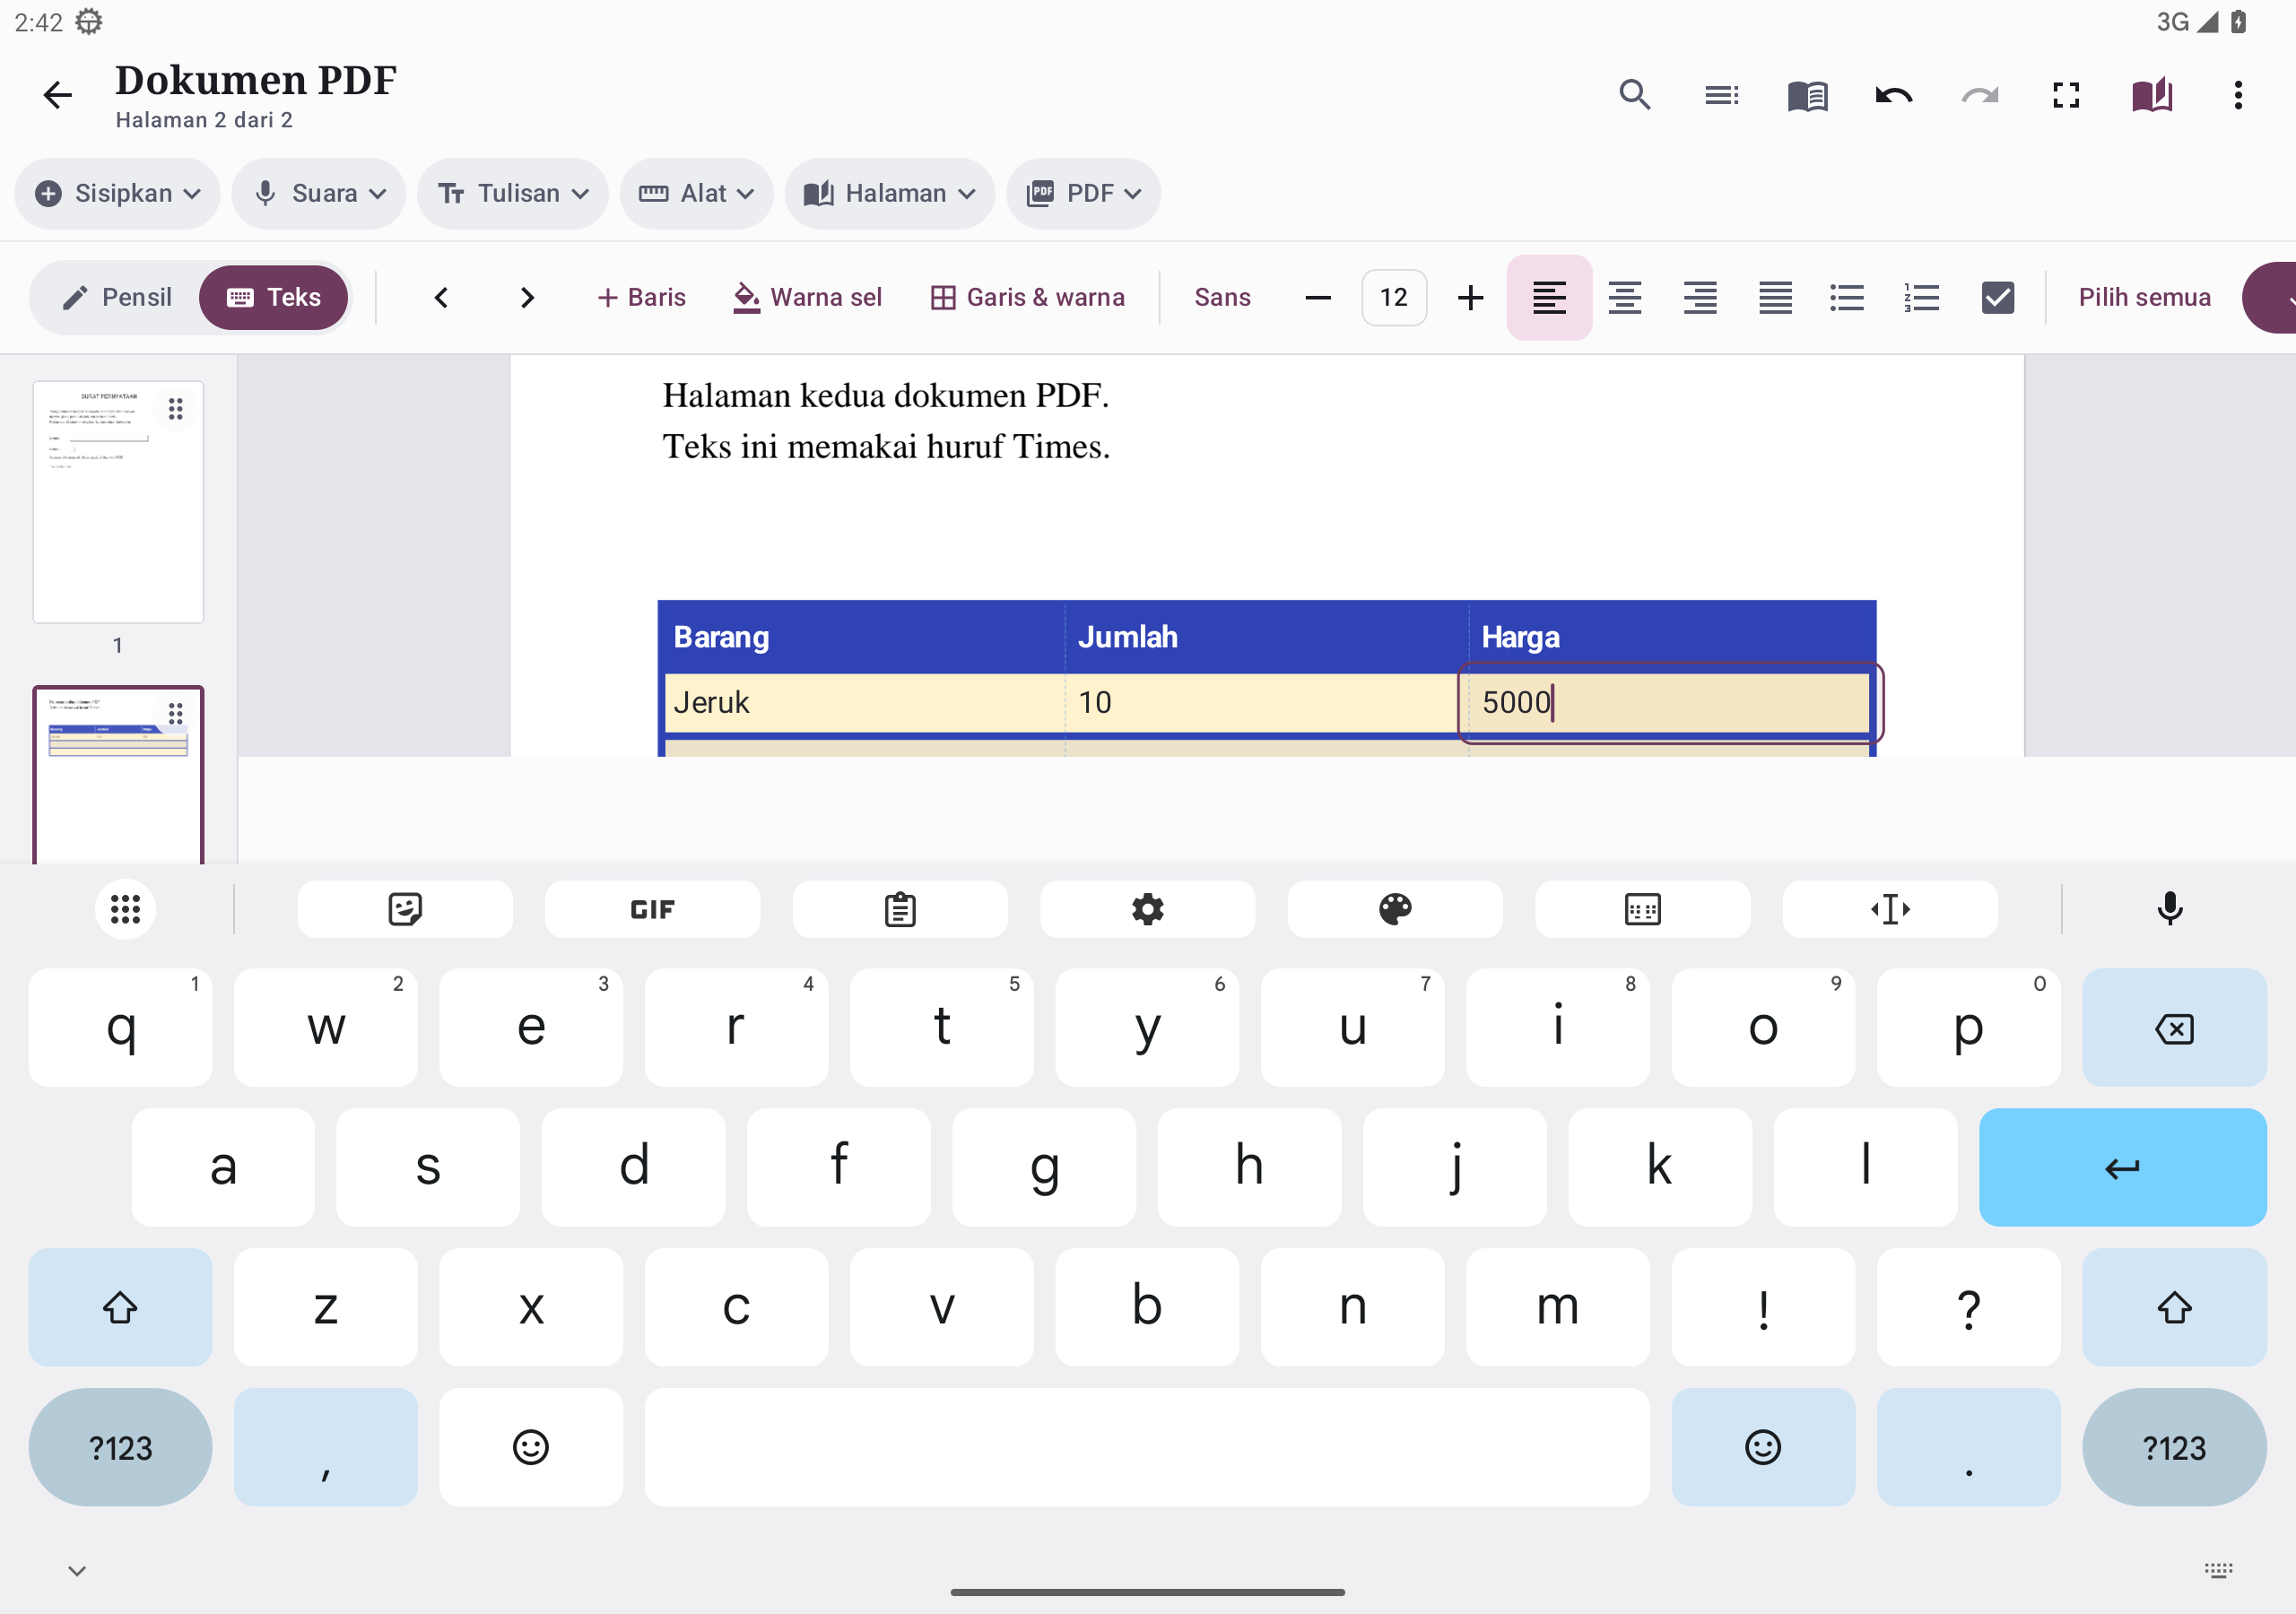 2:42
3G
Dokumen PDF
Halaman 2 dari 2
Sisipkan Suara Tulisan Alat Halaman PDF
Pensil Teks + Baris Warna sel Garis & warna Sans 12 Pilih semua
SURAT PERNYATAAN
1
Halaman kedua dokumen PDF.
Teks ini memakai huruf Times.
Barang Jumlah Harga
Jeruk 10 5000
GIF
q 1 w 2 e 3 r 4 t 5 y 6 u 7 i 8 o 9 p 0
a s d f g h j k l
z x c v b n m ! ?
?123 , . ?123